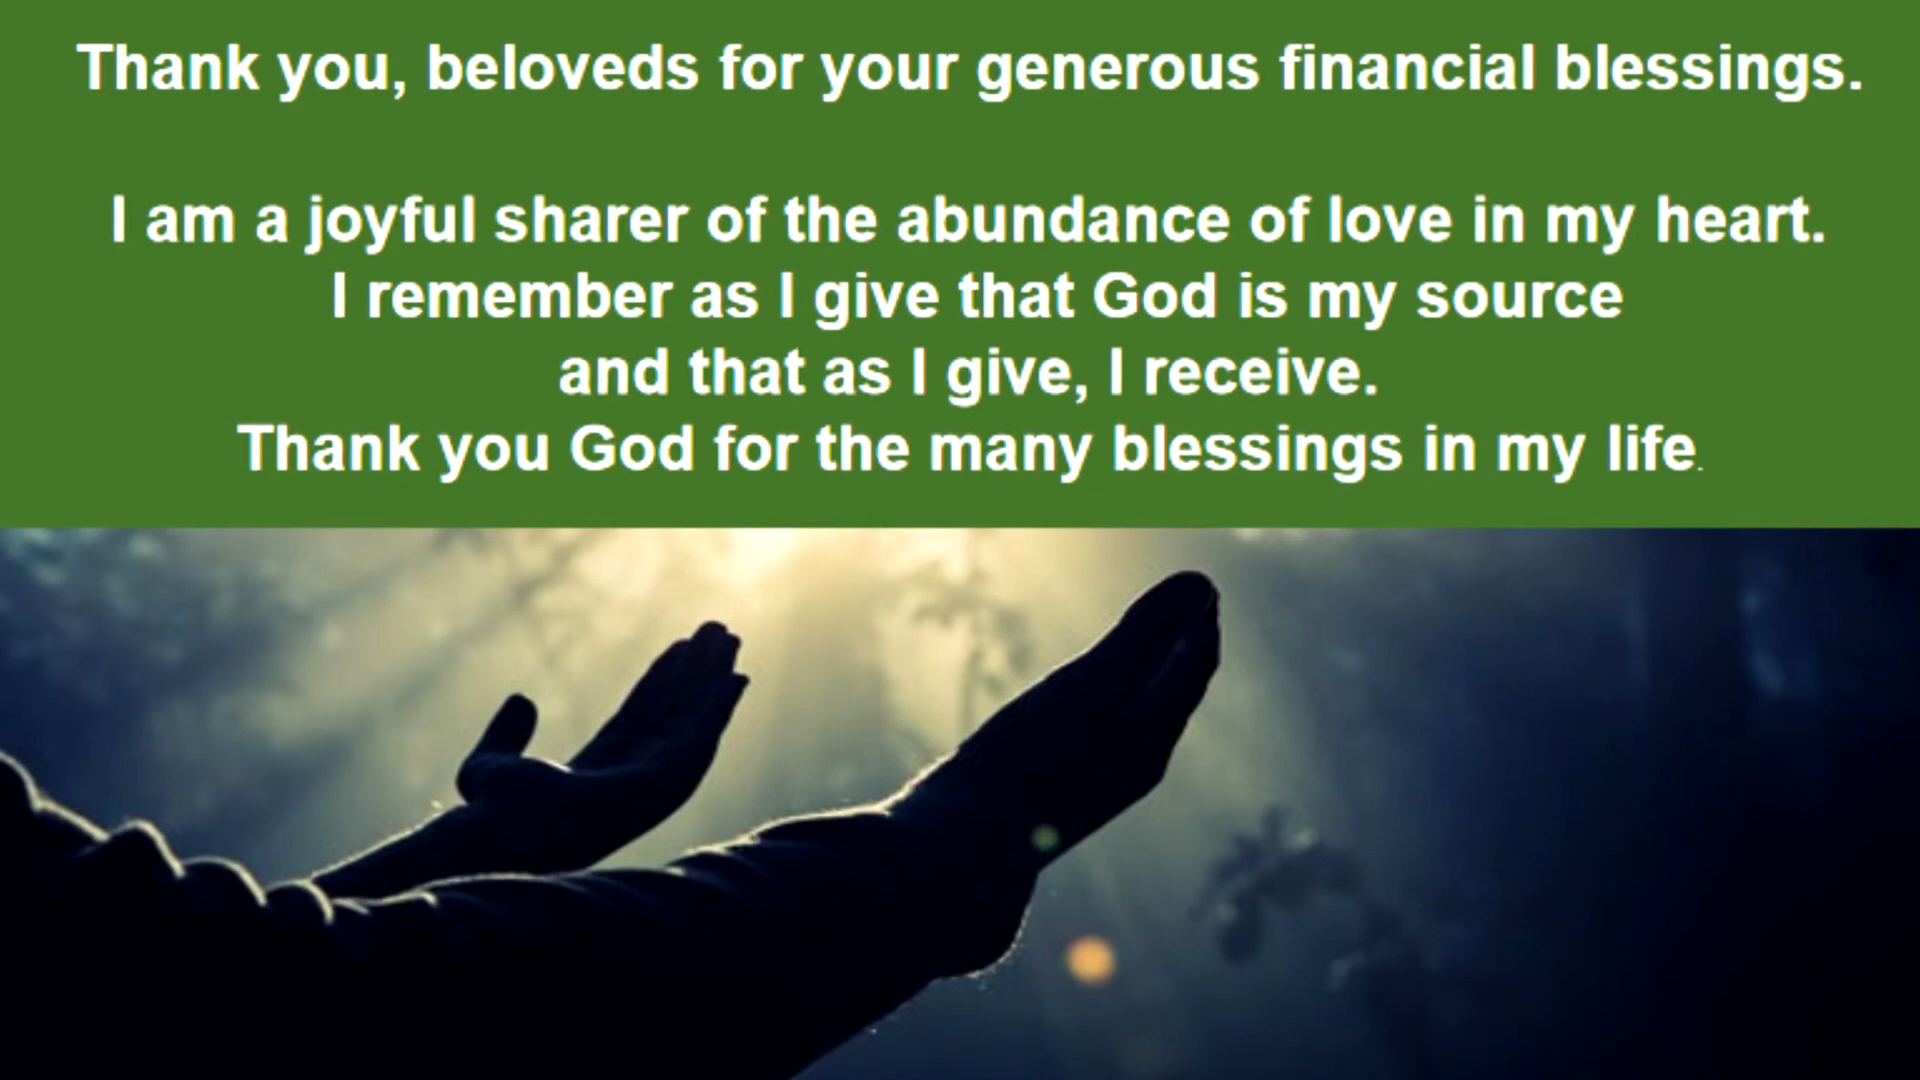 Thank you, beloveds for your generous financial blessings.
I am a joyful sharer of the abundance of love in my heart.
I remember as I give that God is my source
and that as I give, I receive.
Thank you God for the many blessings in my life.